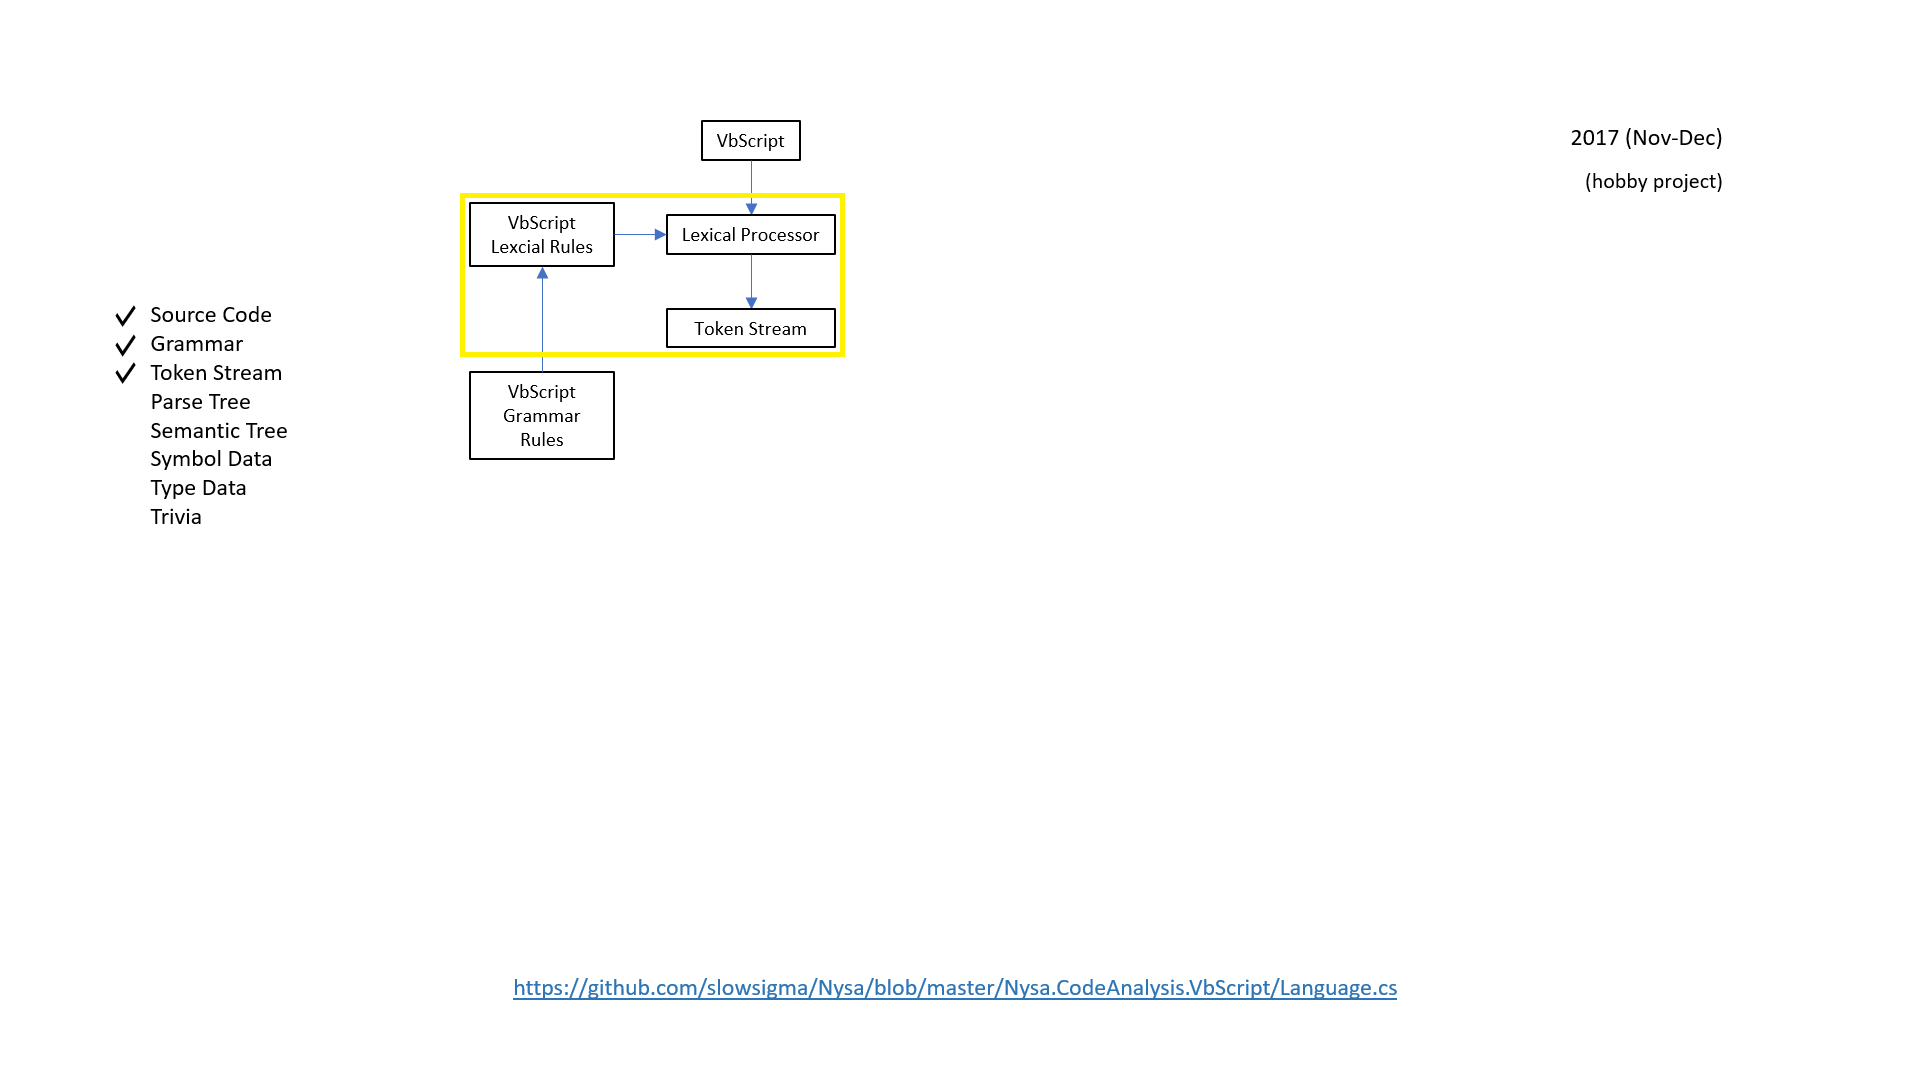 VbScript
2017 (Nov-Dec)
(hobby project)
VbScript
Lexcial Rules
Lexical Processor
Token Stream
VbScript
Grammar
Rules
Source Code
Grammar
Token Stream
Parse Tree
Semantic Tree
Symbol Data
Type Data
Trivia
https://github.com/slowsigma/Nysa/blob/master/Nysa.CodeAnalysis.VbScript/Language.cs